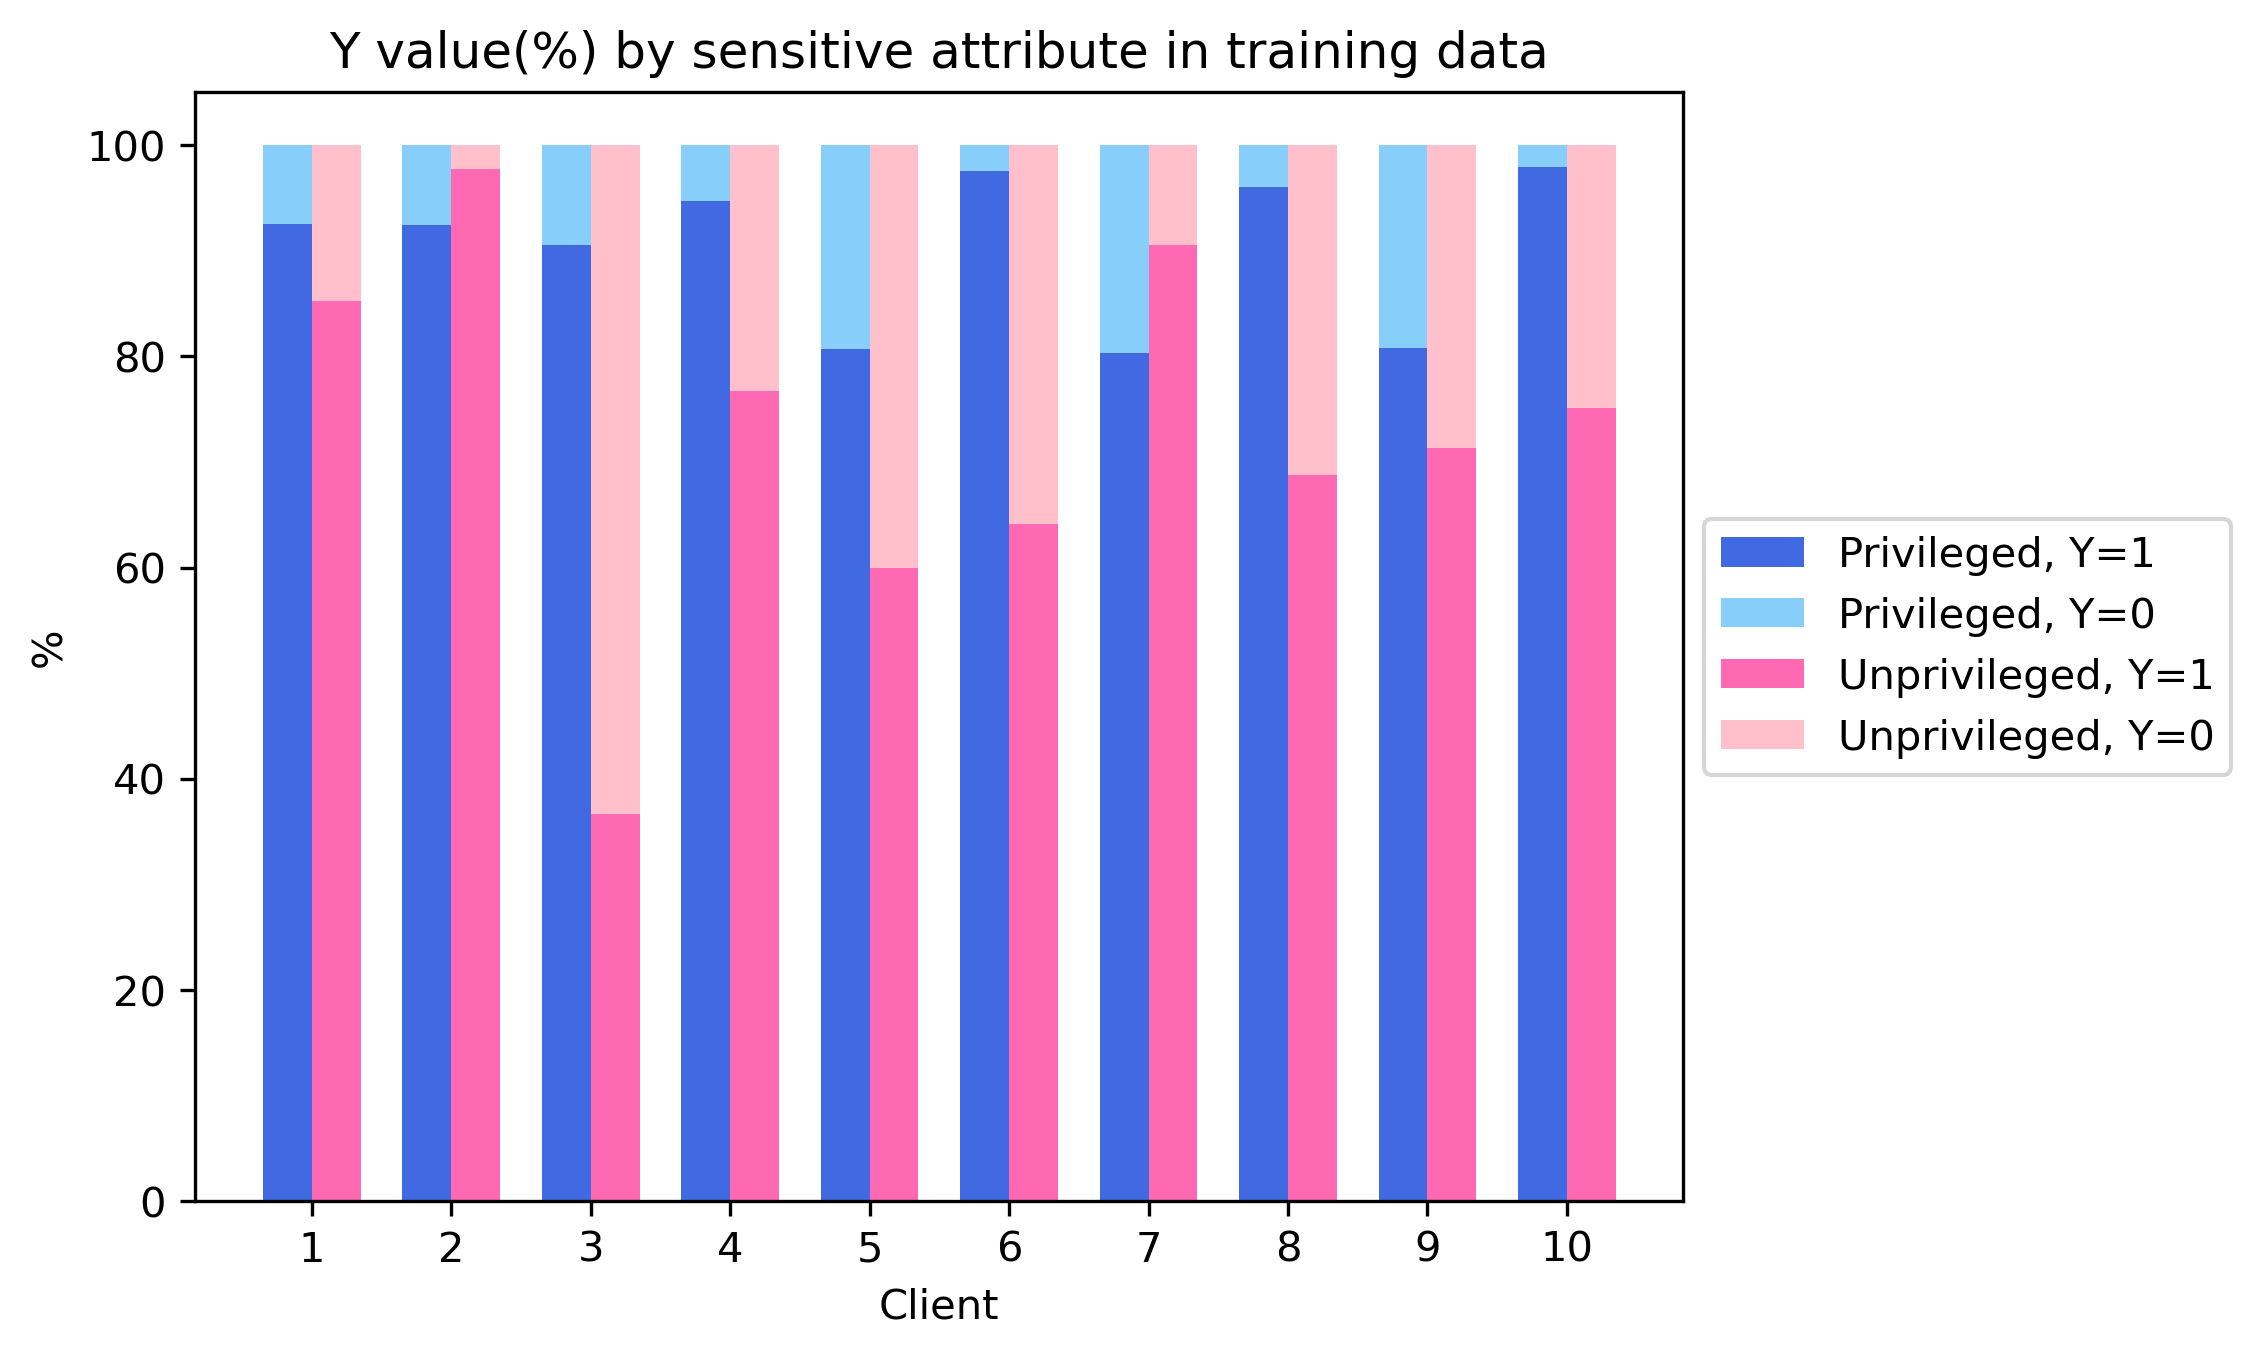 Y value(%) by sensitive attribute in training data
100
80
60
40
20
0
%
1 2 3 4 5 6 7 8 9 10
Client
Privileged, Y=1
Privileged, Y=0
Unprivileged, Y=1
Unprivileged, Y=0